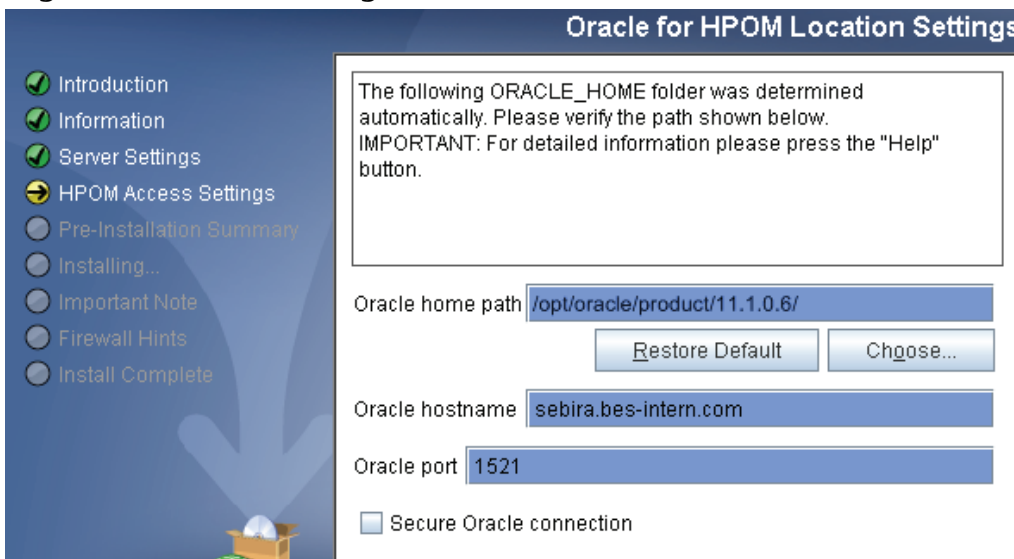 Oracle for HPOM Location Settings
Introduction
Information
Server Settings
HPOM Access Settings
Pre-Installation Summary
Installing...
Important Note
Firewall Hints
Install Complete
The following ORACLE_HOME folder was determined
automatically. Please verify the path shown below.
IMPORTANT: For detailed information please press the "Help"
button.
Oracle home path /opt/oracle/product/11.1.0.6/
Restore Default Choose...
Oracle hostname sebira.bes-intern.com
Oracle port 1521
Secure Oracle connection